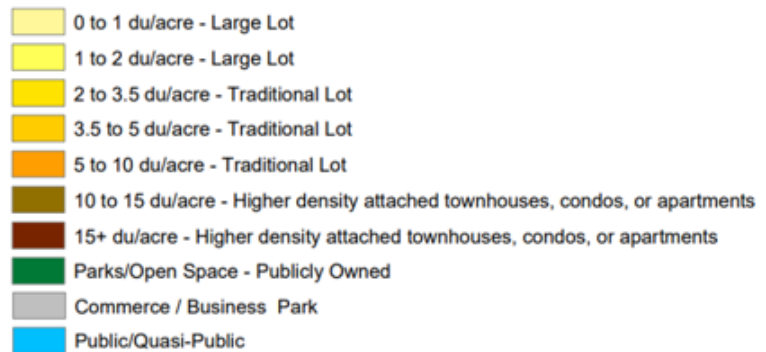 0 to 1 du/acre - Large Lot
1 to 2 du/acre - Large Lot
2 to 3.5 du/acre - Traditional Lot
3.5 to 5 du/acre - Traditional Lot
5 to 10 du/acre - Traditional Lot
10 to 15 du/acre - Higher density attached townhouses, condos, or apartments
15+ du/acre - Higher density attached townhouses, condos, or apartments
Parks/Open Space - Publicly Owned
Commerce / Business Park
Public/Quasi-Public